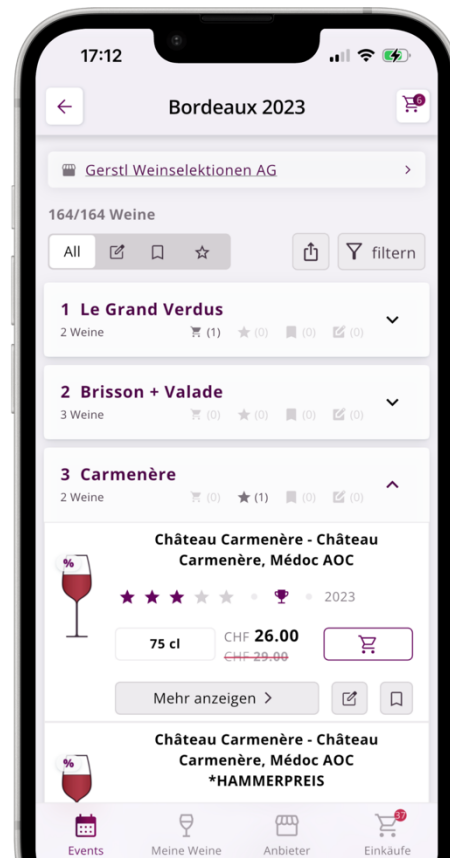 17:12
Bordeaux 2023
6
Gerstl Weinselektionen AG
164/164 Weine
All
filtern
1 Le Grand Verdus
2 Weine (1) (0) (0) (0)
2 Brisson + Valade
3 Weine (0) (0) (0) (0)
3 Carmenère
2 Weine (0) (1) (0) (0)
Château Carmenère - Château
Carmenère, Médoc AOC
%
2023
75 cl
CHF 26.00
CHF 29.00
Mehr anzeigen >
Château Carmenère - Château
Carmenère, Médoc AOC
*HAMMERPREIS
%
37
Events Meine Weine Anbieter Einkäufe